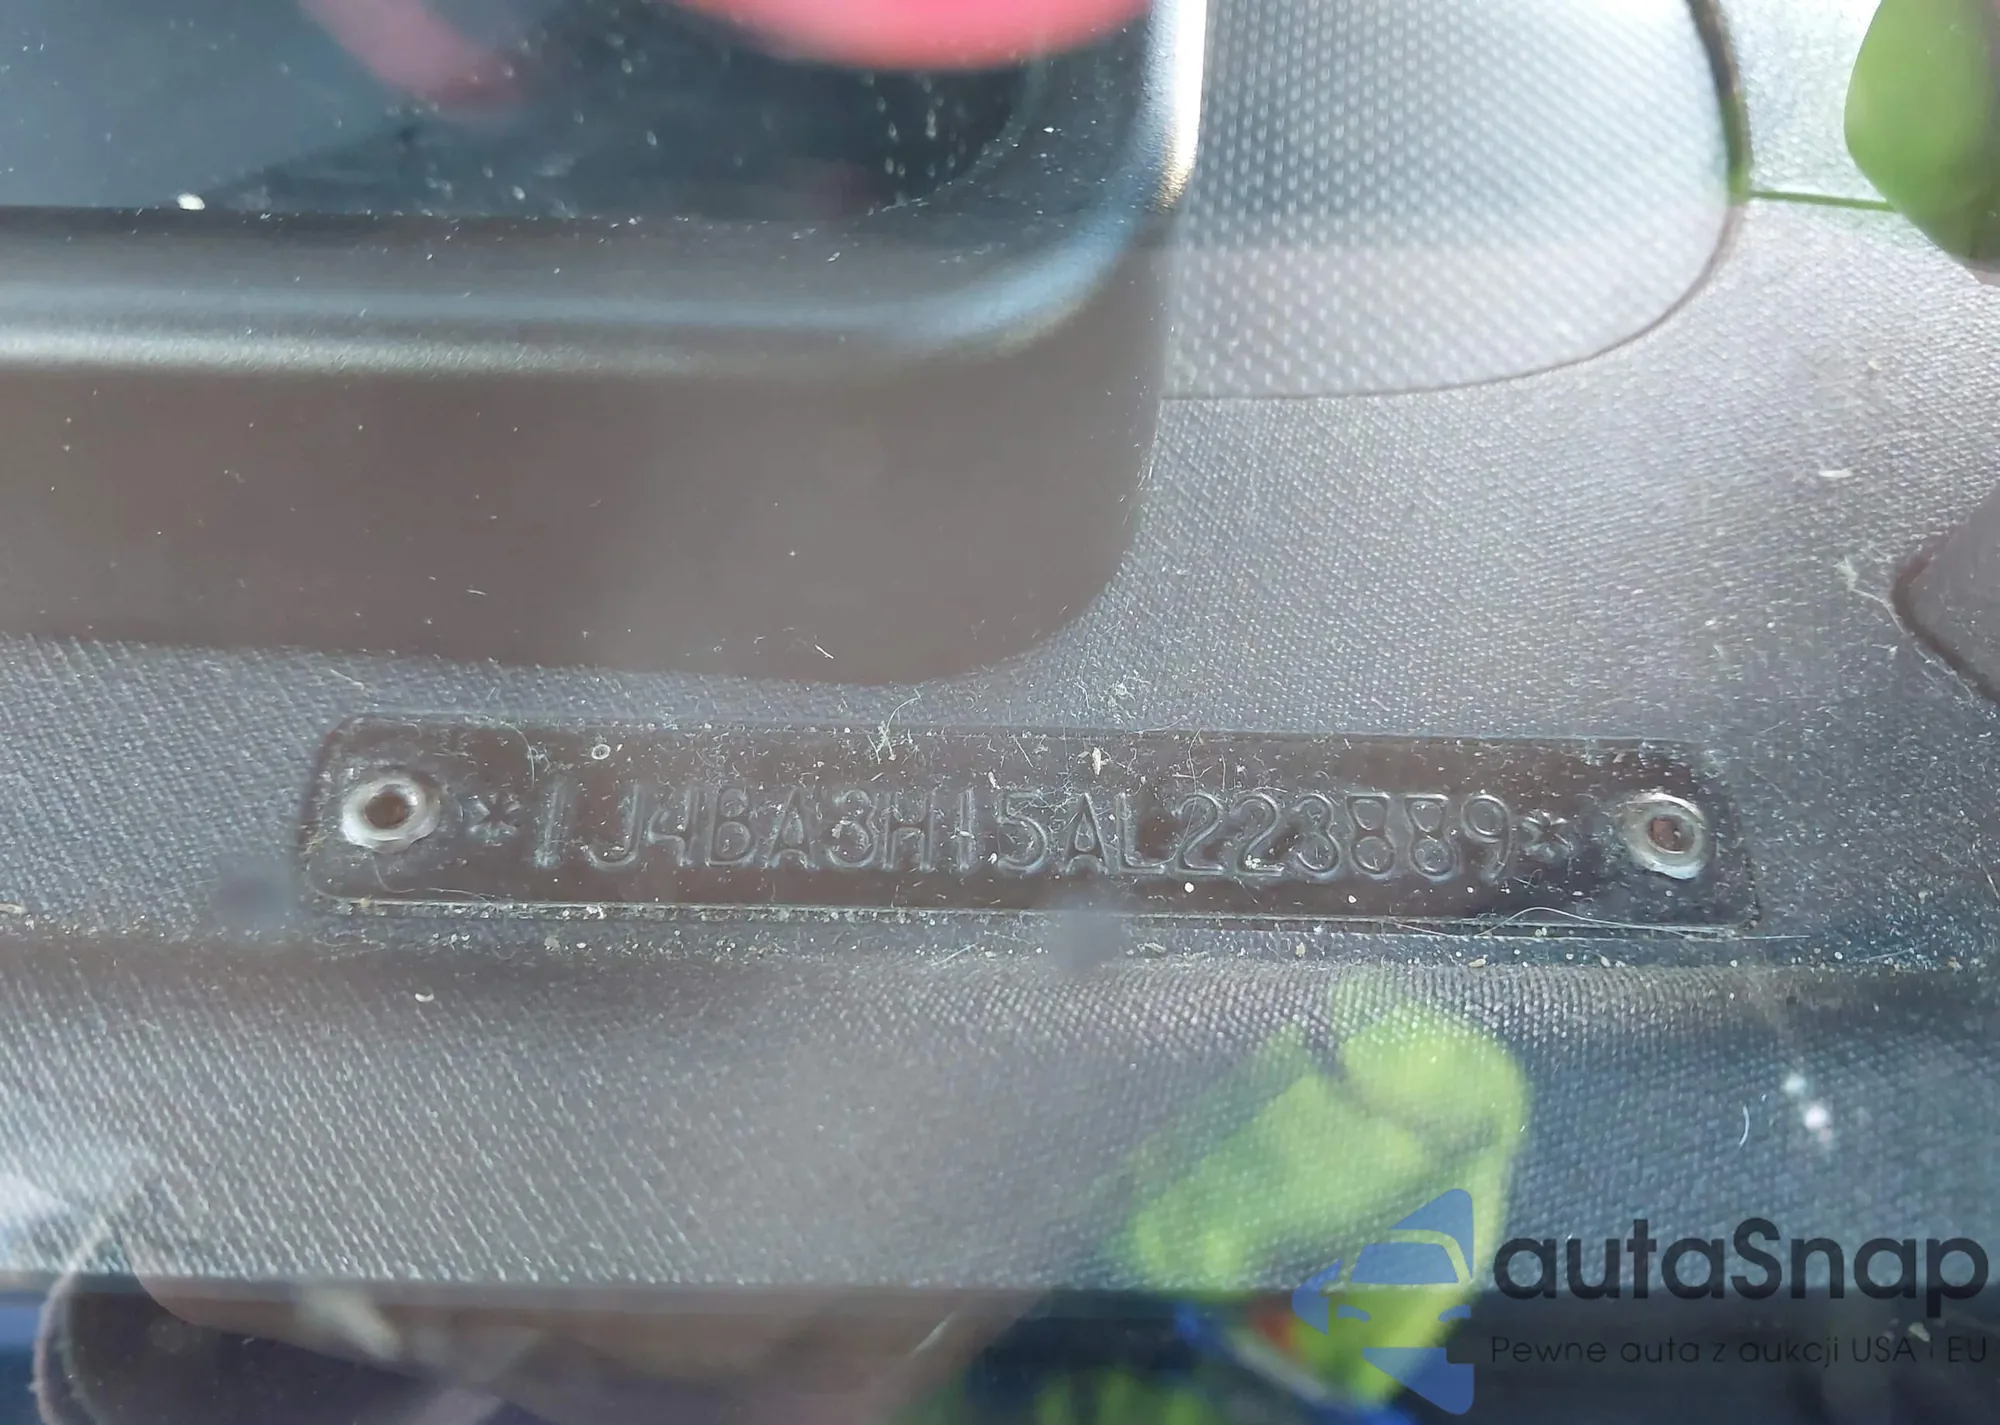 *1J4BA3H15AL223889*
autaSnap
Pewne auta z aukcji USA i EU